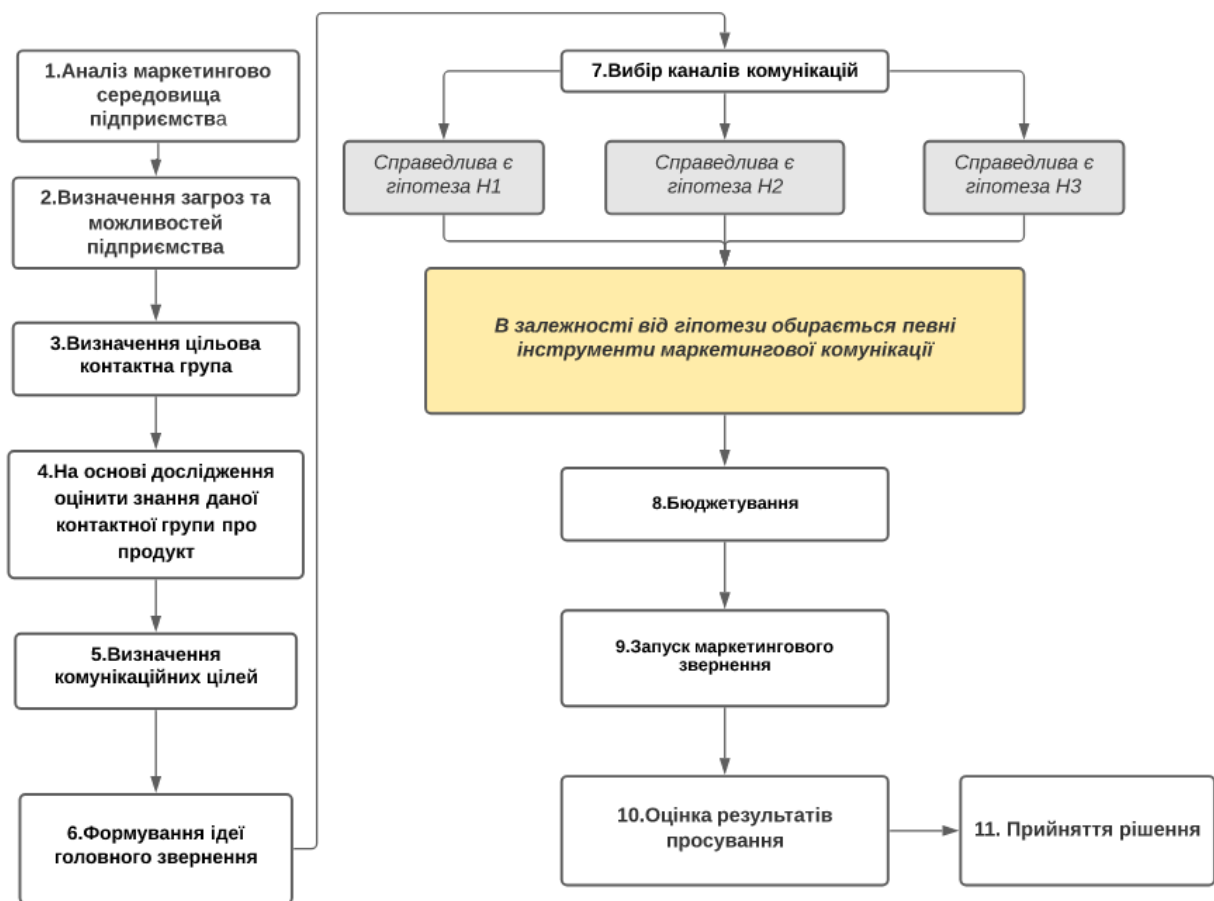 1.Аналіз маркетингово
середовища
підприємства
2.Визначення загроз та
можливостей
підприємства
3.Визначення цільова
контактна група
4.На основі дослідження
оцінити знання даної
контактної групи про
продукт
5.Визначення
комунікаційних цілей
6.Формування ідеї
головного звернення
7.Вибір каналів комунікацій
Справедлива є
гіпотеза H1
Справедлива є
гіпотеза H2
Справедлива є
гіпотеза H3
В залежності від гіпотези обирається певні
інструменти маркетингової комунікації
8.Бюджетування
9.Запуск маркетингового
звернення
10.Оцінка результатів
просування
11. Прийняття рішення